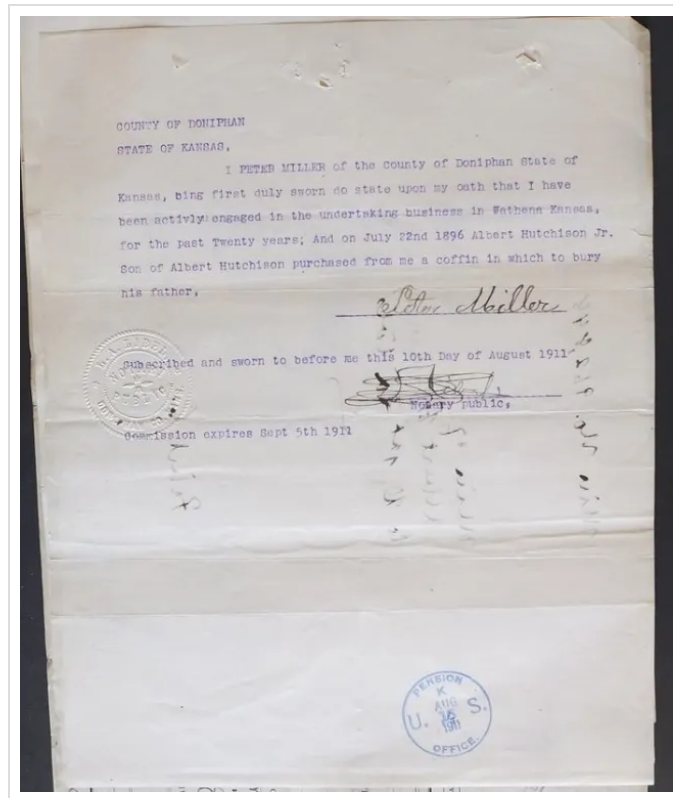 COUNTY OF DONIPHAN
STATE OF KANSAS,
I PETER MILLER of the County of Doniphan State of
Kansas, bing first duly sworn do state upon my oath that I have
been activly engaged in the undertaking business in Wathena Kansas,
for the past Twenty years; And on July 22nd 1896 Albert Hutchison Jr.
Son of Albert Hutchison purchased from me a coffin in which to bury
his father,
Peter Miller
Subscribed and sworn to before me this 10th Day of August 1911
Notary public,
Commission expires Sept 5th 1911
PENSION
K
AUG
U. 15 S.
1911
OFFICE.